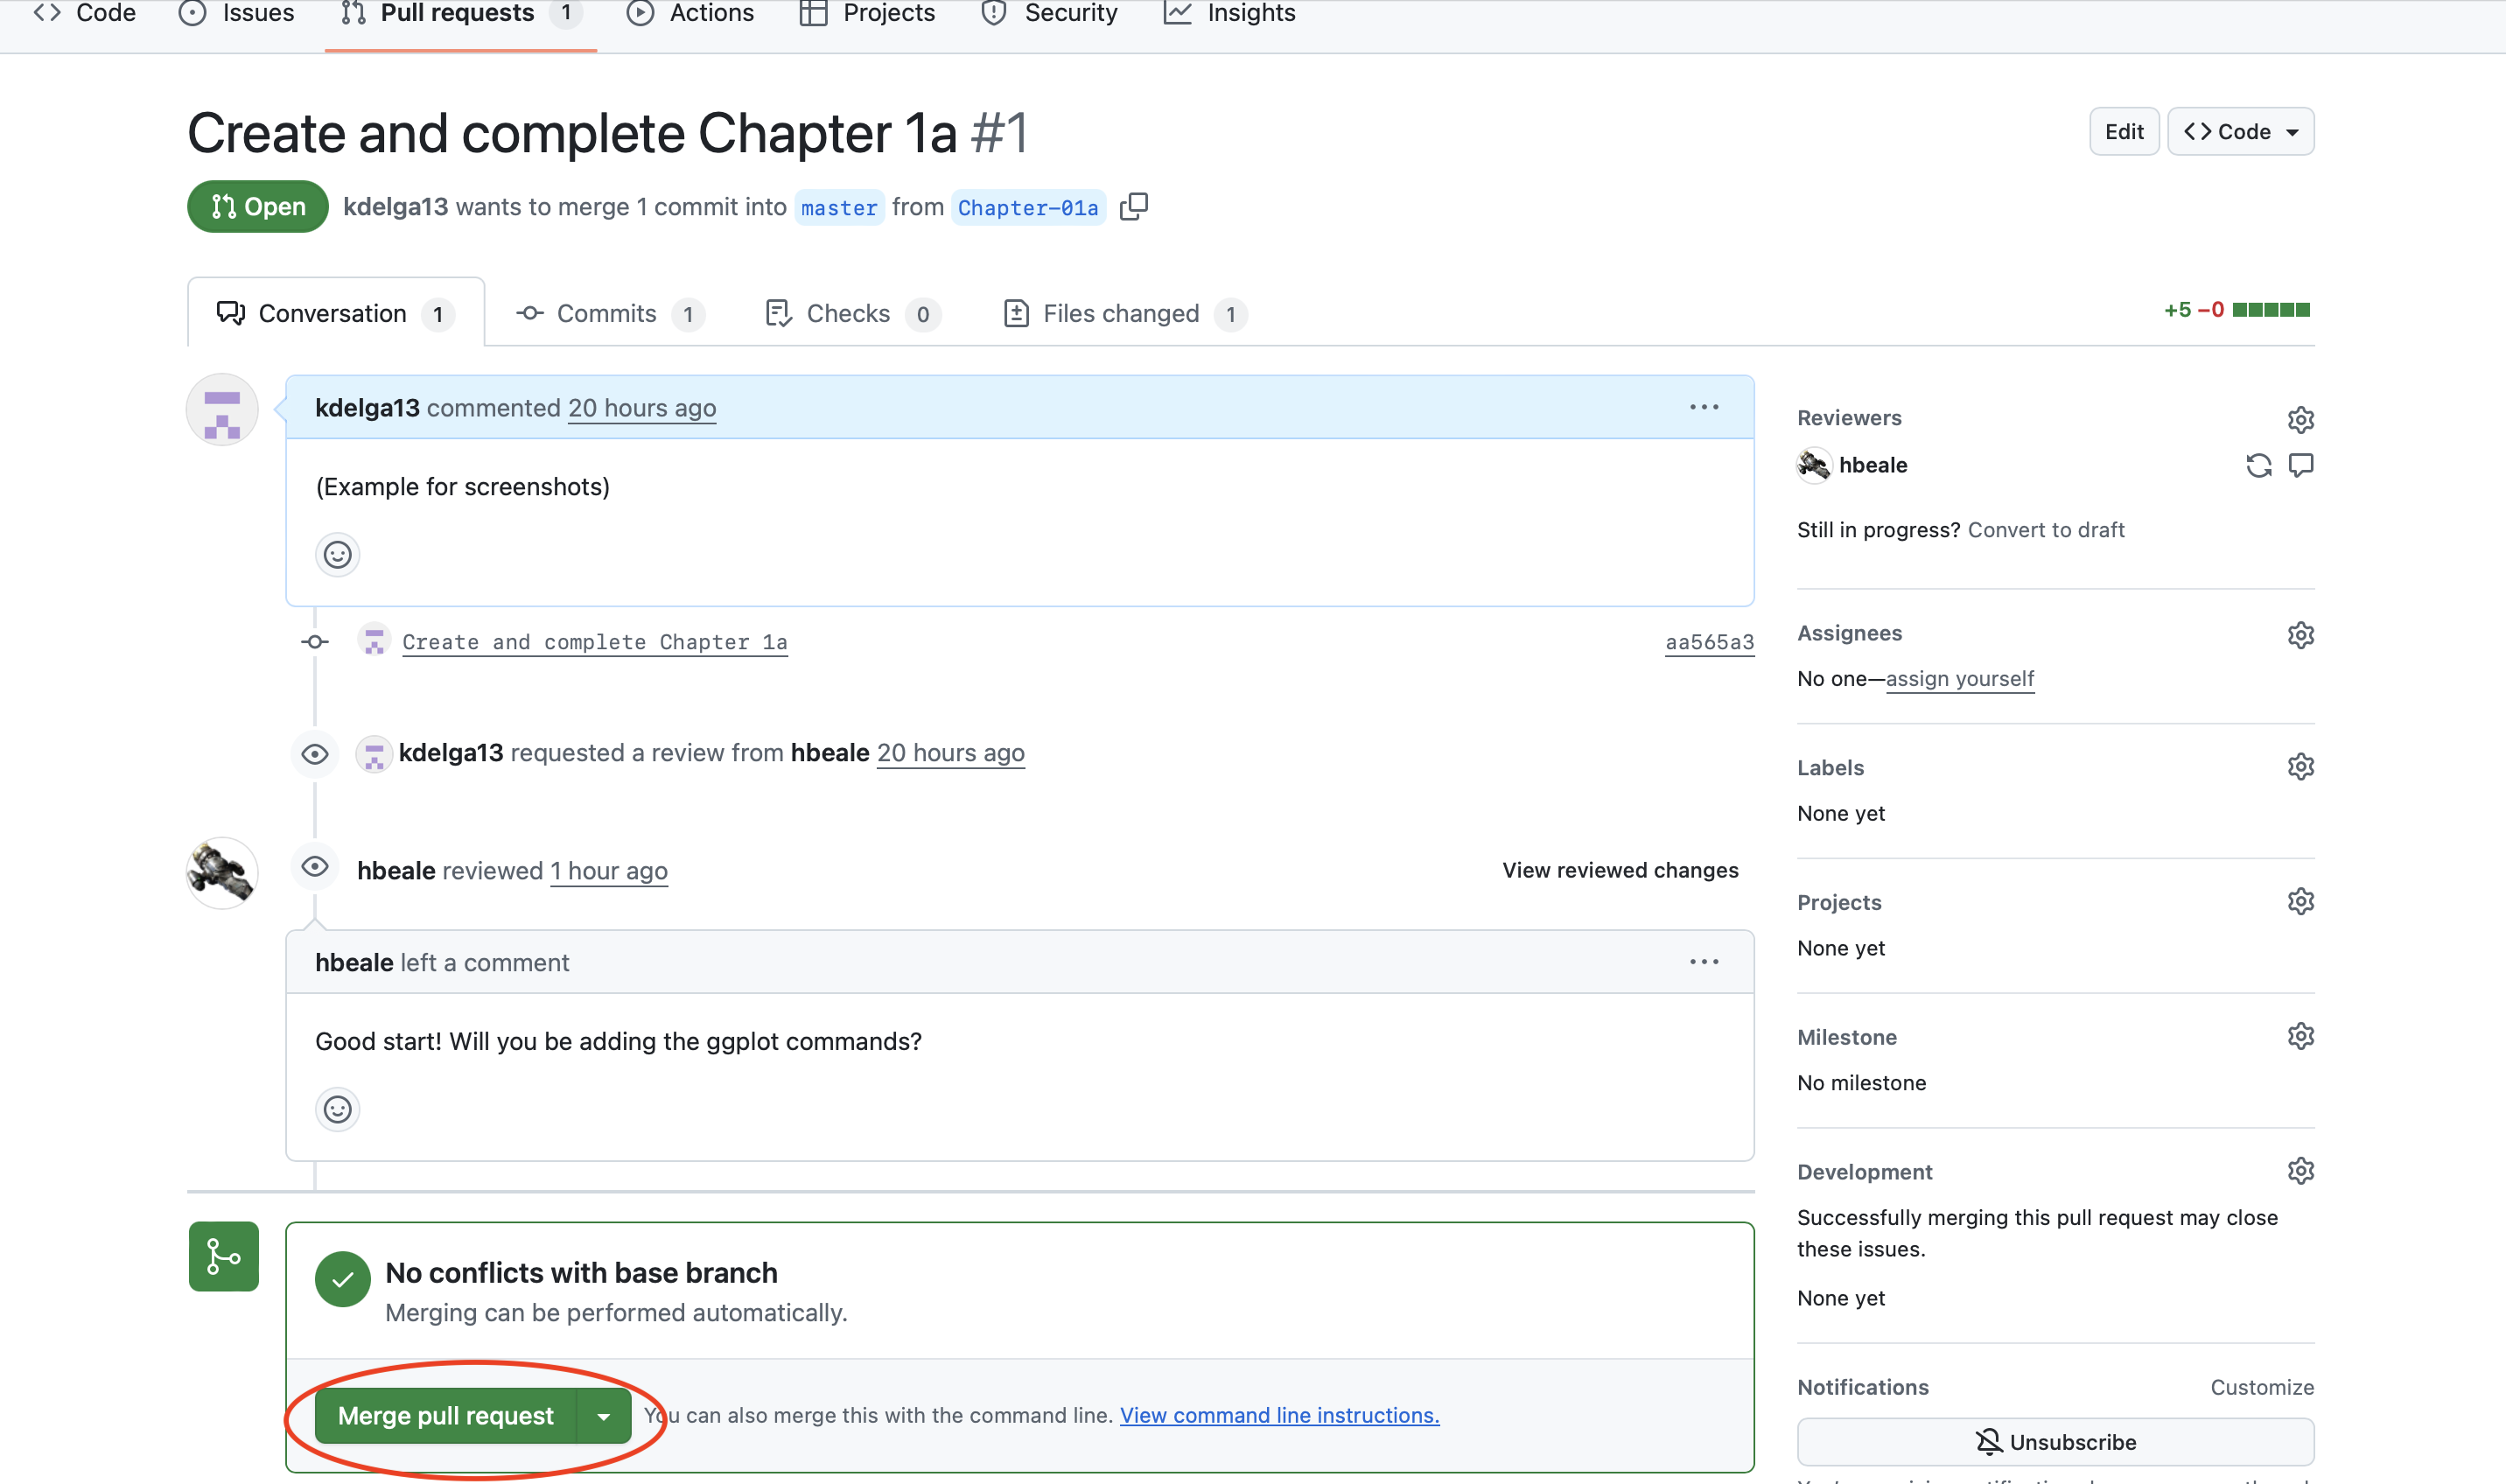 Code Issues Pull requests 1 Actions Projects Security Insights
Create and complete Chapter 1a #1
Edit
Code
Open
kdelga13 wants to merge 1 commit into master from Chapter-01a
Conversation 1
Commits 1
Checks 0
Files changed 1
+5 −0
kdelga13 commented 20 hours ago
(Example for screenshots)
Create and complete Chapter 1a
aa565a3
kdelga13 requested a review from hbeale 20 hours ago
hbeale reviewed 1 hour ago
View reviewed changes
hbeale left a comment
Good start! Will you be adding the ggplot commands?
No conflicts with base branch
Merging can be performed automatically.
Merge pull request
You can also merge this with the command line. View command line instructions.
Reviewers
hbeale
Still in progress? Convert to draft
Assignees
No one—assign yourself
Labels
None yet
Projects
None yet
Milestone
No milestone
Development
Successfully merging this pull request may close
these issues.
None yet
Notifications
Customize
Unsubscribe